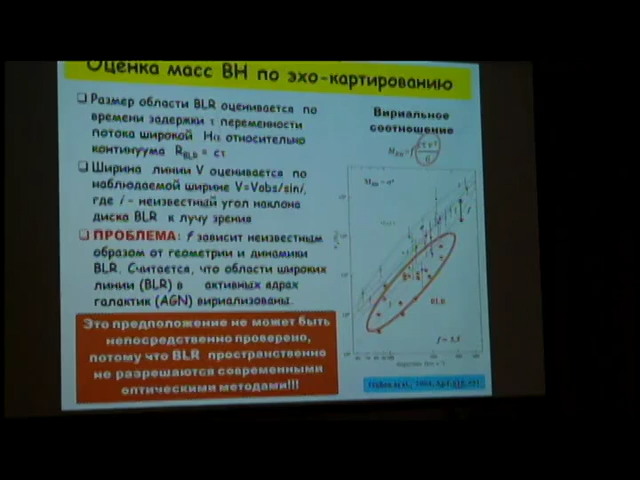 Оценка масс ВН по эхо-картированию
❑ Размер области BLR оценивается по
времени задержки τ переменности
потока широкой Hα относительно
континуума R_BLR = cτ
❑ Ширина линии V оценивается по
наблюдаемой ширине V=Vobs/sini,
где i – неизвестный угол наклона
диска BLR к лучу зрения
❑ ПРОБЛЕМА: f зависит неизвестным
образом от геометрии и динамики
BLR. Считается, что области широких
линии (BLR) в активных ядрах
галактик (AGN) вириализованы.
Это предположение не может быть
непосредственно проверено,
потому что BLR пространственно
не разрешаются современными
оптическими методами!!!
Вириальное
соотношение
BLR